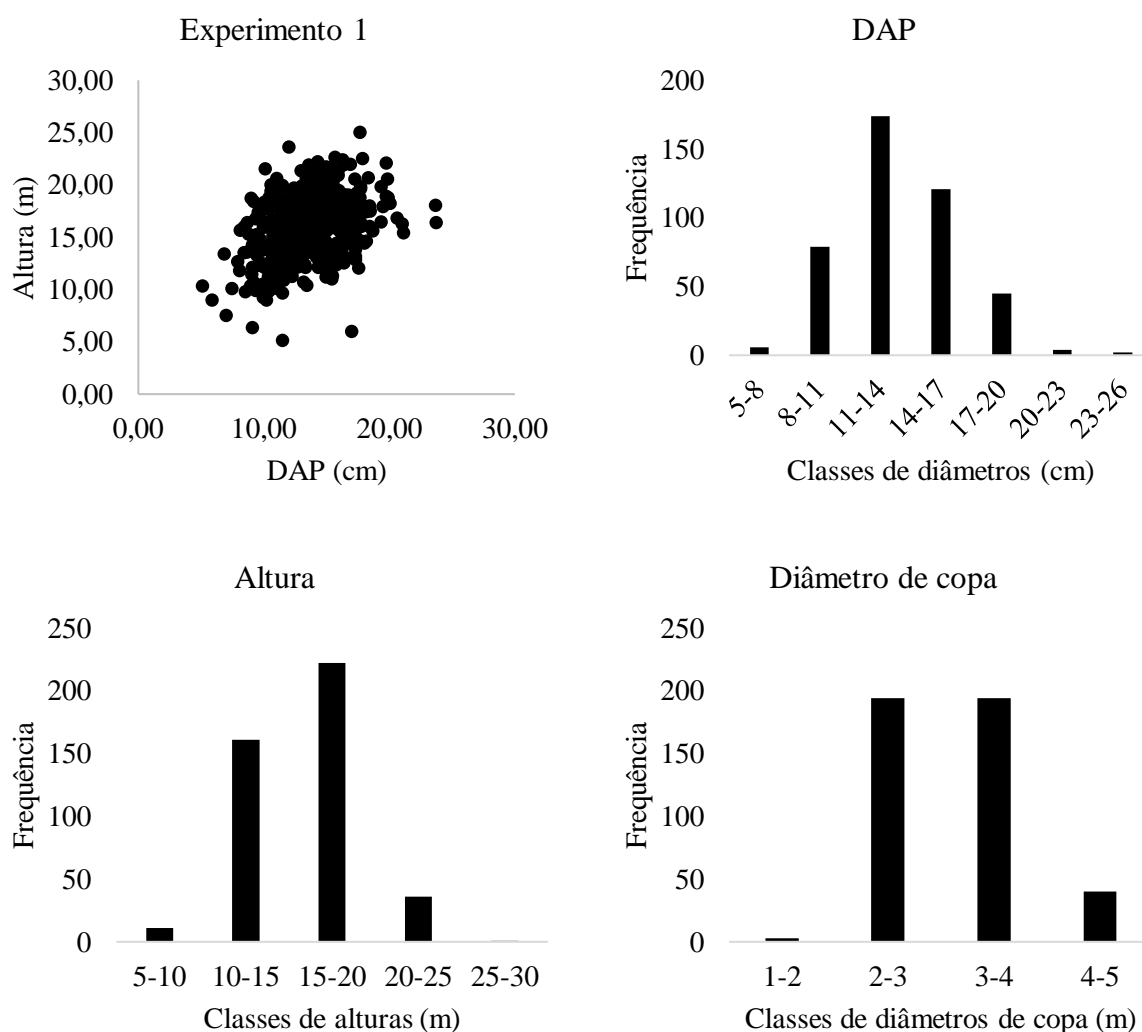 Experimento 1
30,00
25,00
20,00
15,00
10,00
5,00
0,00
Altura (m)
0,00 10,00 20,00 30,00
DAP (cm)
DAP
200
150
100
50
0
Frequência
5-8 8-11 11-14 14-17 17-20 20-23 23-26
Classes de diâmetros (cm)
Altura
250
200
150
100
50
0
Frequência
5-10 10-15 15-20 20-25 25-30
Classes de alturas (m)
Diâmetro de copa
250
200
150
100
50
0
Frequência
1-2 2-3 3-4 4-5
Classes de diâmetros de copa (m)